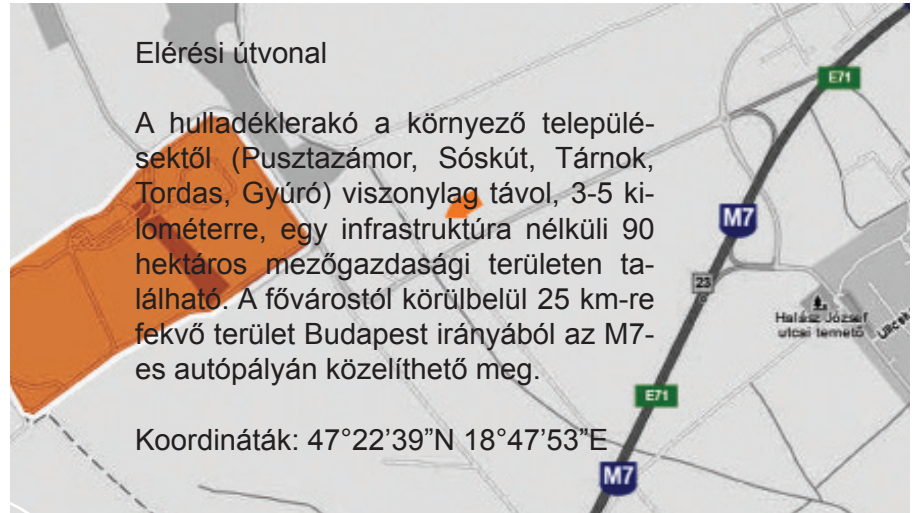 Elérési útvonal
A hulladéklerakó a környező települé-
sektől (Pusztazámor, Sóskút, Tárnok,
Tordas, Gyúró) viszonylag távol, 3-5 ki-
lométerre, egy infrastruktúra nélküli 90
hektáros mezőgazdasági területen ta-
lálható. A fővárostól körülbelül 25 km-re
fekvő terület Budapest irányából az M7-
es autópályán közelíthető meg.
Koordináták: 47°22’39”N 18°47’53”E
E71
M7
23
Halász József
utcai temető
E71
M7